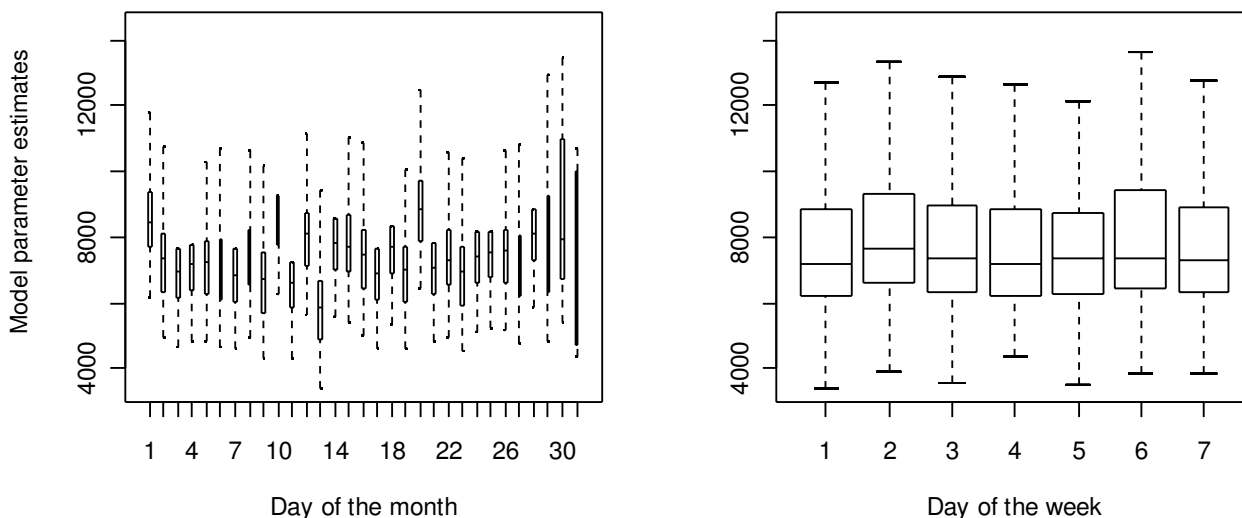 Model parameter estimates
12000
8000
4000
1 4 7 10 14 18 22 26 30
Day of the month
12000
8000
4000
1 2 3 4 5 6 7
Day of the week